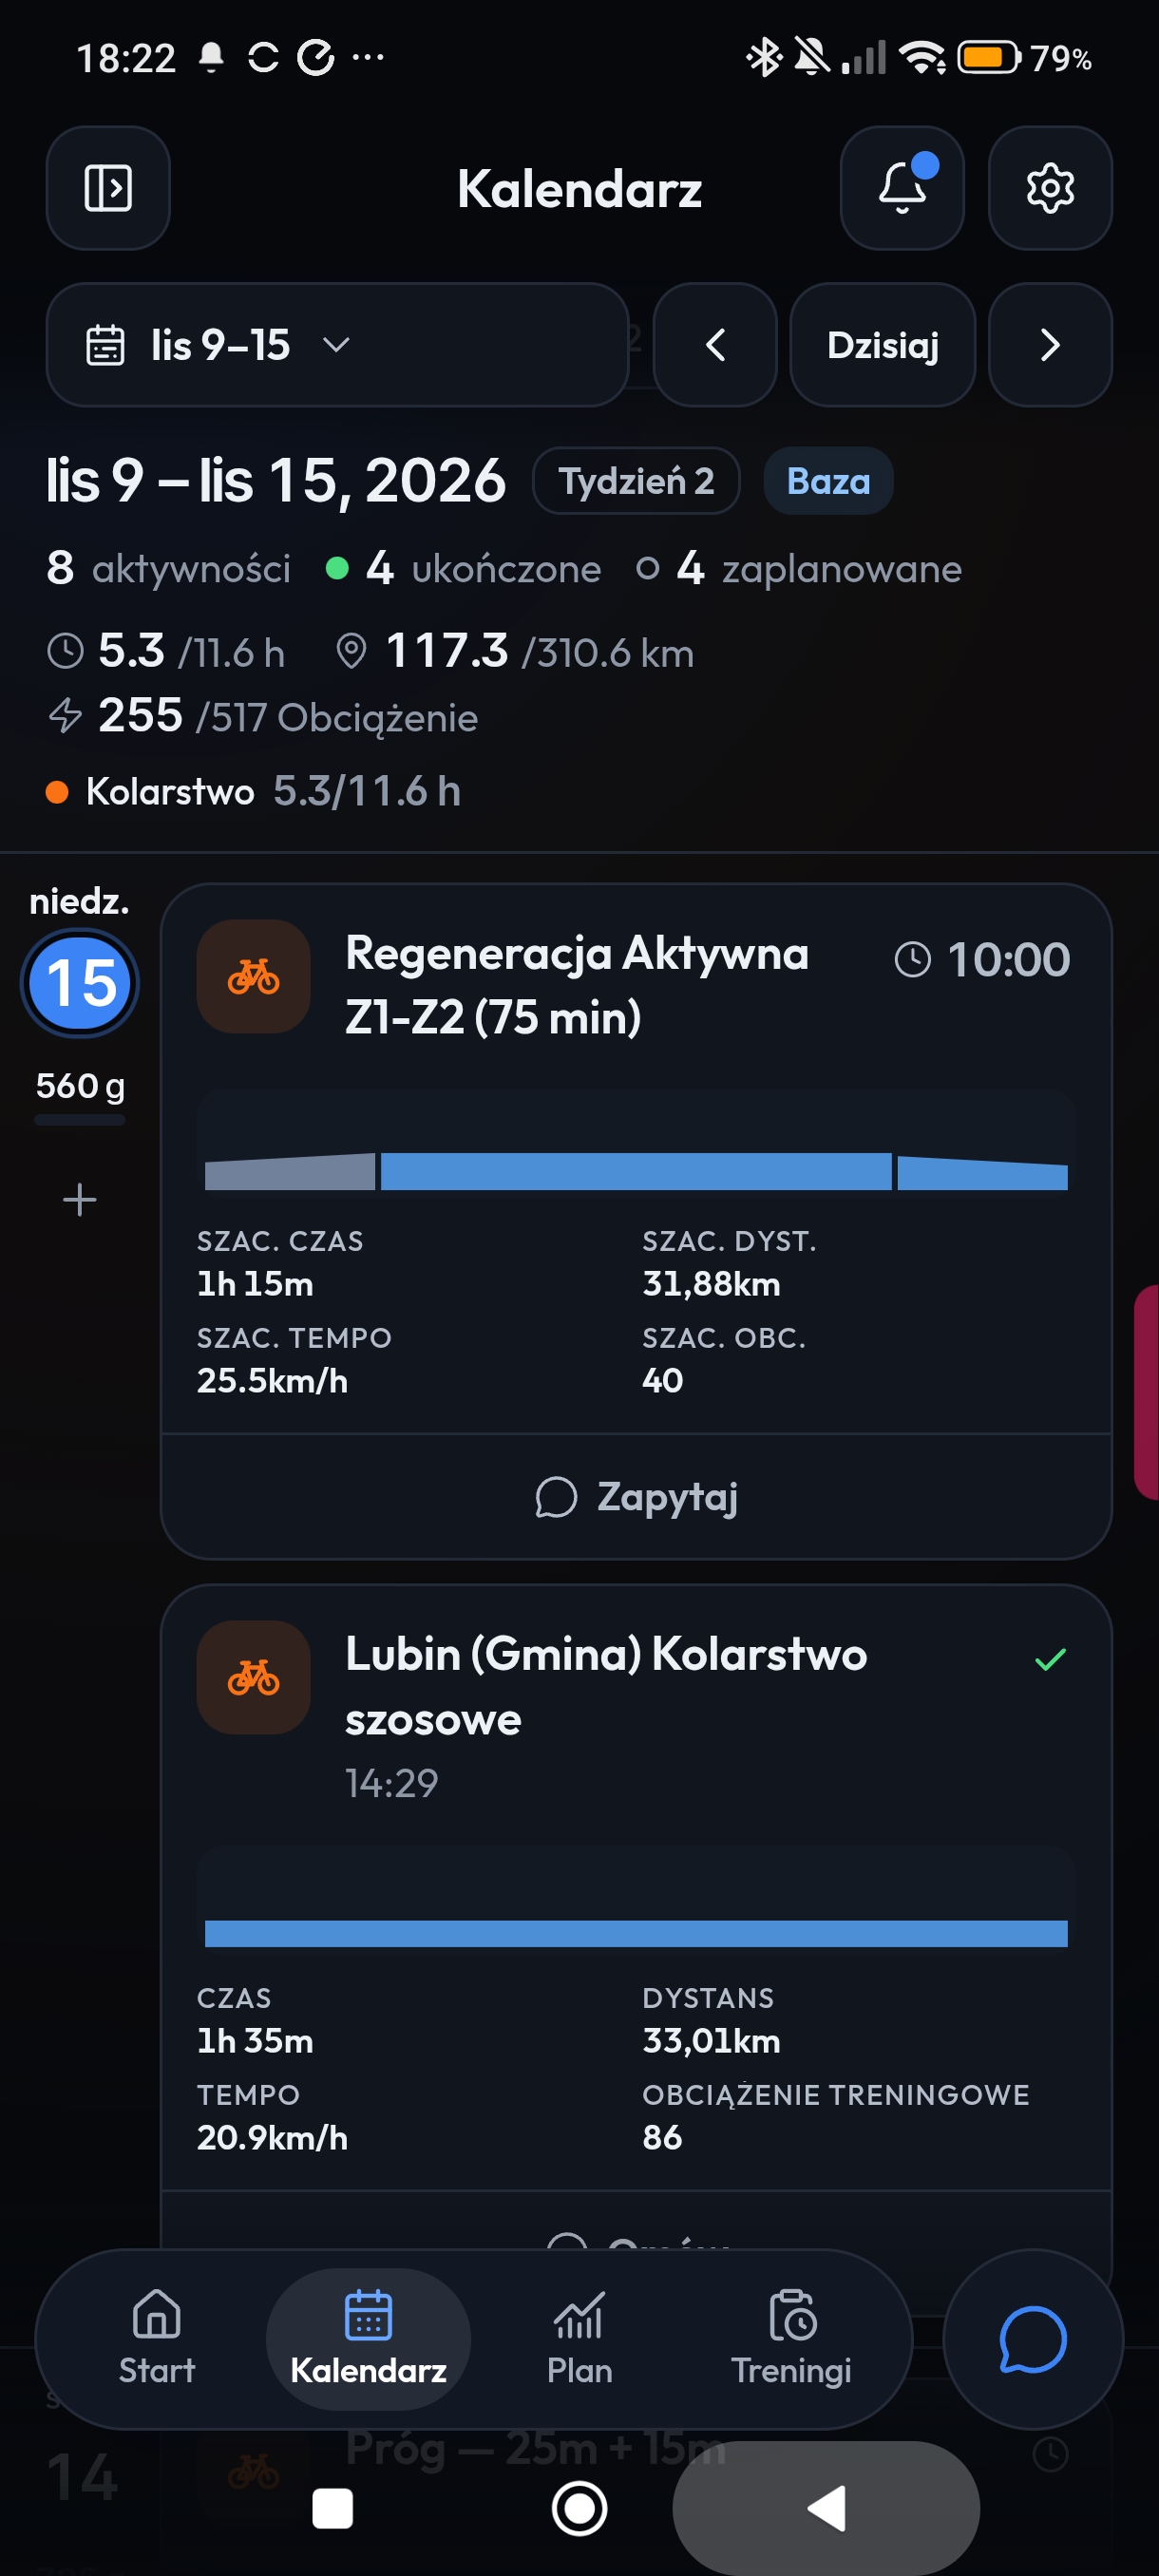 18:22
79%
Kalendarz
lis 9–15
Dzisiaj
lis 9 – lis 15, 2026 Tydzień 2 Baza
8 aktywności 4 ukończone 4 zaplanowane
5.3 /11.6 h 117.3 /310.6 km
255 /517 Obciążenie
Kolarstwo 5.3/11.6 h
niedz.
15
560 g
Regeneracja Aktywna
Z1-Z2 (75 min)
10:00
SZAC. CZAS
1h 15m
SZAC. DYST.
31,88km
SZAC. TEMPO
25.5km/h
SZAC. OBC.
40
Zapytaj
Lubin (Gmina) Kolarstwo
szosowe
14:29
CZAS
1h 35m
DYSTANS
33,01km
TEMPO
20.9km/h
OBCIĄŻENIE TRENINGOWE
86
Start
Kalendarz
Plan
Treningi
14
Próg — 25m + 15m